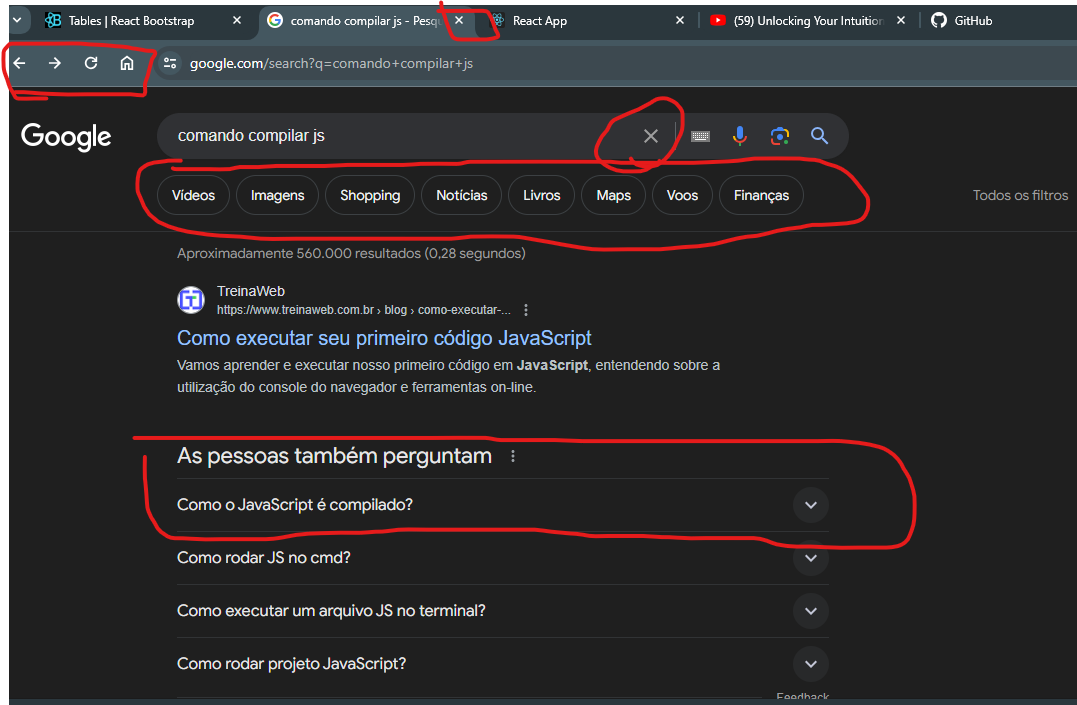 Tables | React Bootstrap
comando compilar js - Pesqu
React App
(59) Unlocking Your Intuition
GitHub
google.com/search?q=comando+compilar+js
Google
comando compilar js
Vídeos
Imagens
Shopping
Notícias
Livros
Maps
Voos
Finanças
Todos os filtros
Aproximadamente 560.000 resultados (0,28 segundos)
TreinaWeb
https://www.treinaweb.com.br › blog › como-executar-...
Como executar seu primeiro código JavaScript
Vamos aprender e executar nosso primeiro código em JavaScript, entendendo sobre a
utilização do console do navegador e ferramentas on-line.
As pessoas também perguntam
Como o JavaScript é compilado?
Como rodar JS no cmd?
Como executar um arquivo JS no terminal?
Como rodar projeto JavaScript?
Feedback